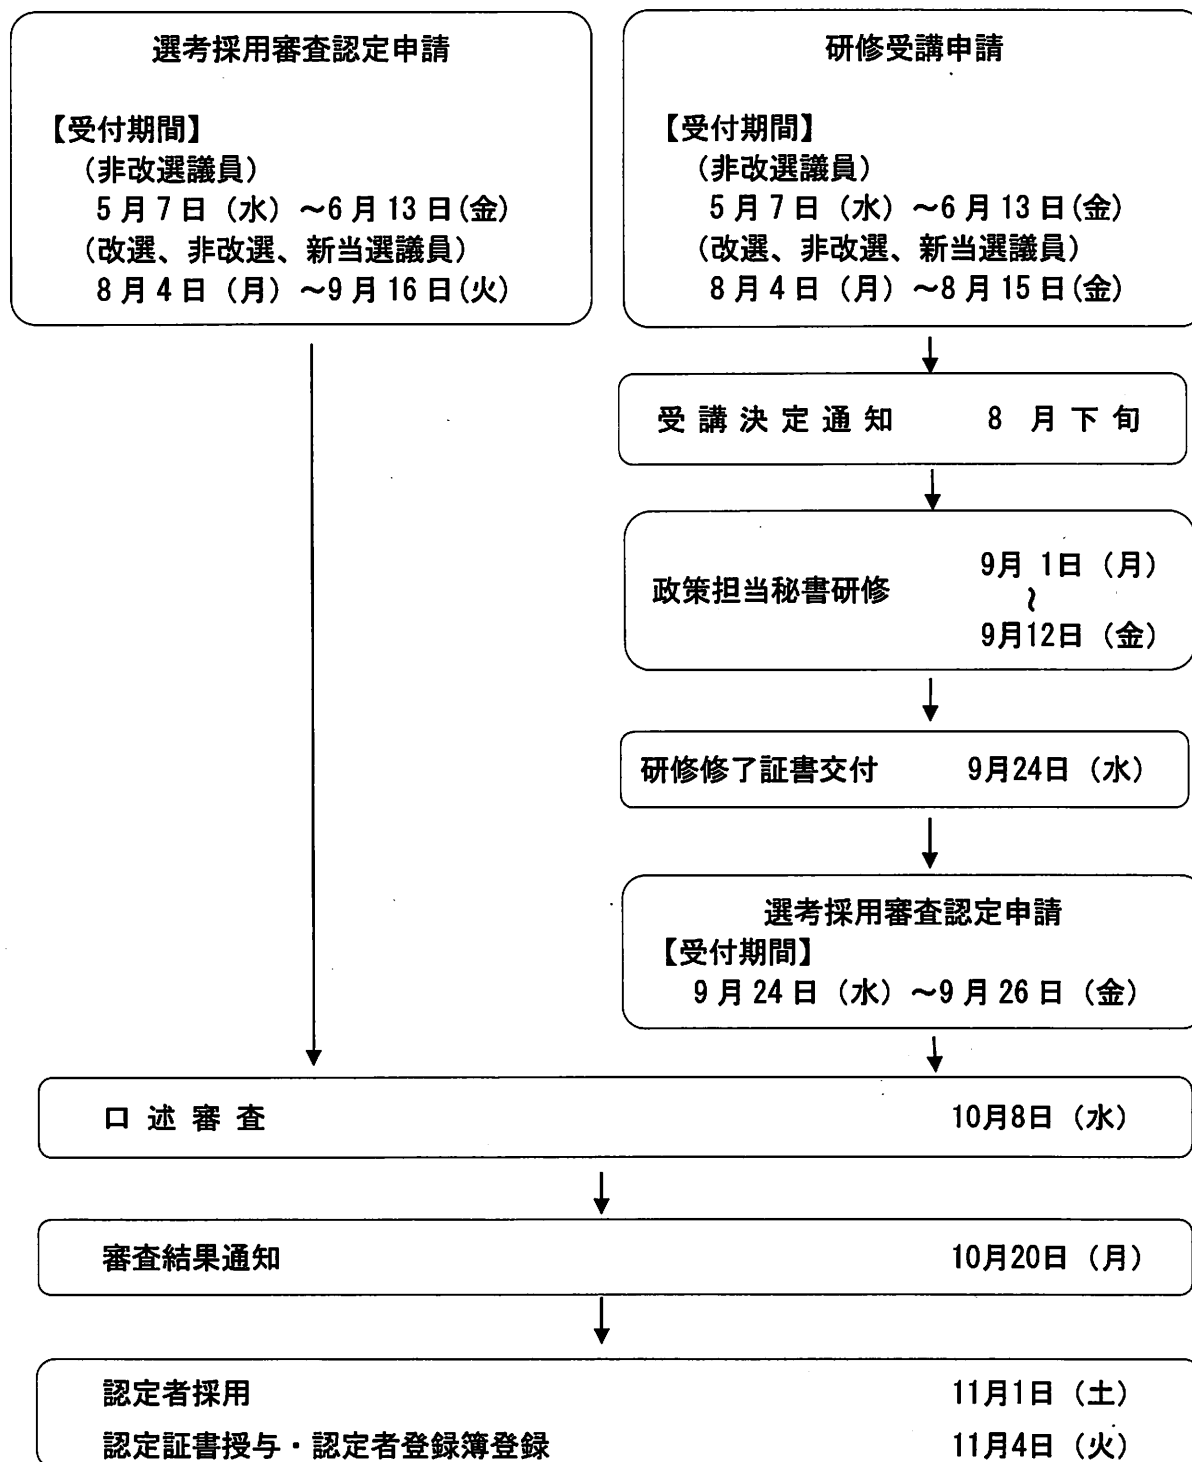 選考採用審査認定申請
【受付期間】
(非改選議員)
5月7日(水)～6月13日(金)
(改選、非改選、新当選議員)
8月4日(月)～9月16日(火)
研修受講申請
【受付期間】
(非改選議員)
5月7日(水)～6月13日(金)
(改選、非改選、新当選議員)
8月4日(月)～8月15日(金)
受講決定通知 8月下旬
政策担当秘書研修
9月 1日(月)
～
9月12日(金)
研修修了証書交付 9月24日(水)
選考採用審査認定申請
【受付期間】
9月24日(水)～9月26日(金)
口述審査 10月8日(水)
審査結果通知 10月20日(月)
認定者採用 11月1日(土)
認定証書授与・認定者登録簿登録 11月4日(火)